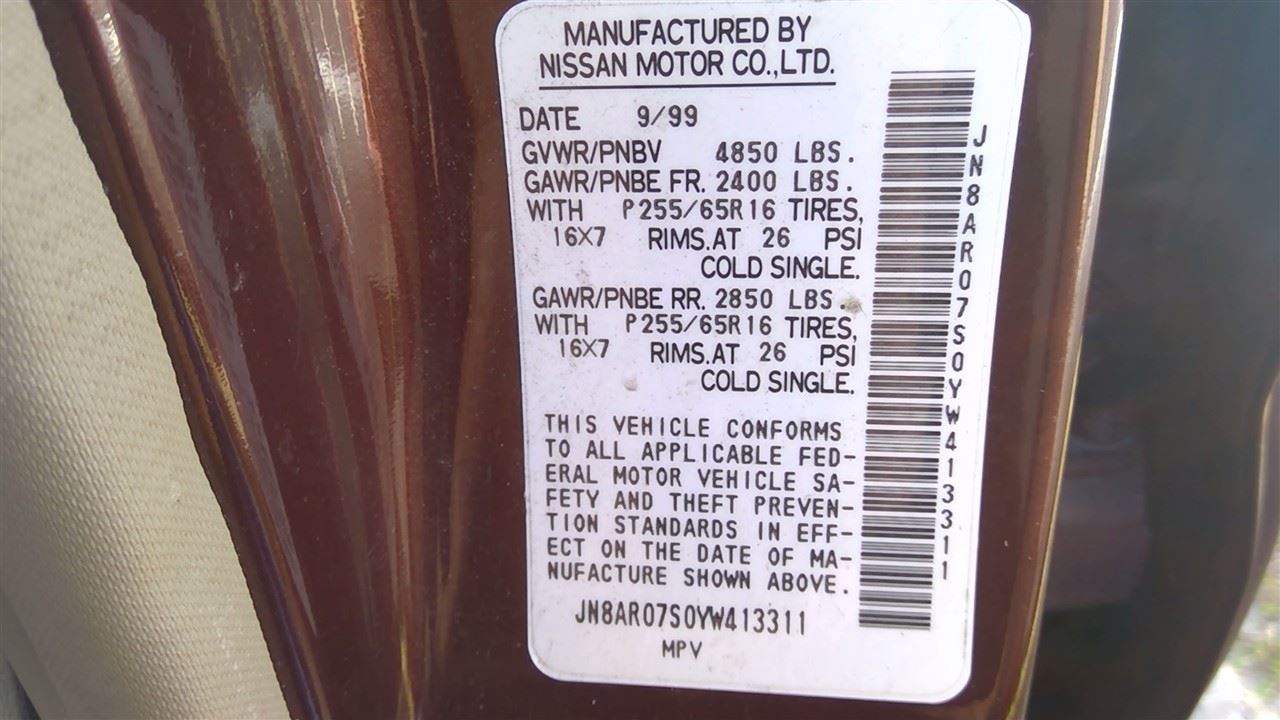 MANUFACTURED BY
NISSAN MOTOR CO.,LTD.
DATE 9/99
GVWR/PNBV 4850 LBS.
GAWR/PNBE FR. 2400 LBS.
WITH P255/65R16 TIRES,
16X7 RIMS.AT 26 PSI
COLD SINGLE.
GAWR/PNBE RR. 2850 LBS.
WITH P255/65R16 TIRES,
16X7 RIMS.AT 26 PSI
COLD SINGLE.
THIS VEHICLE CONFORMS
TO ALL APPLICABLE FED-
ERAL MOTOR VEHICLE SA-
FETY AND THEFT PREVEN-
TION STANDARDS IN EFF-
ECT ON THE DATE OF MA-
NUFACTURE SHOWN ABOVE.
JN8AR07S0YW413311
MPV
JN8AR07S0YW413311